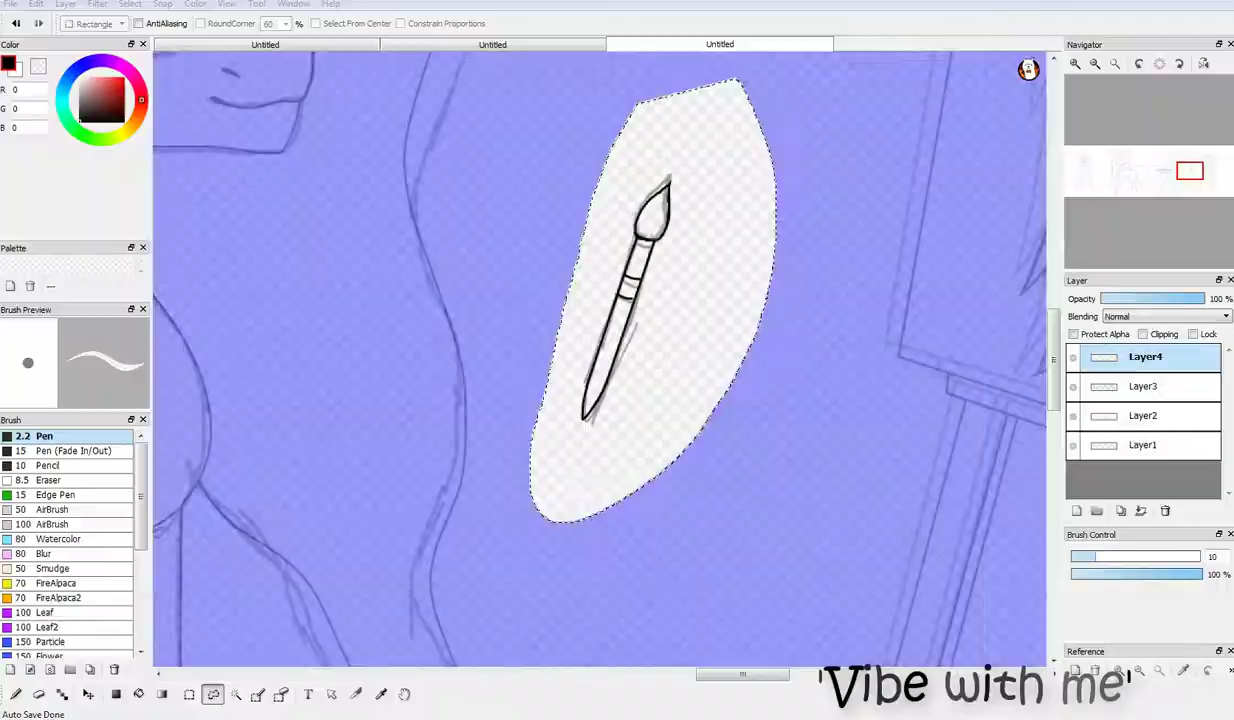 File Edit Layer Filter Select Snap Color View Tool Window Help
Rectangle AntiAliasing RoundCorner 60 % Select From Center Constrain Proportions
Color
Untitled Untitled Untitled
Navigator
R 0
G 0
B 0
Palette
---
Brush Preview
Layer
Opacity 100 %
Blending Normal
Protect Alpha Clipping Lock
Layer4
Layer3
Layer2
Layer1
Brush
2.2 Pen
15 Pen (Fade In/Out)
10 Pencil
8.5 Eraser
15 Edge Pen
50 AirBrush
100 AirBrush
80 Watercolor
80 Blur
50 Smudge
70 FireAlpaca
70 FireAlpaca2
100 Leaf
100 Leaf2
150 Particle
150 Flower
Brush Control
10
100 %
Reference
T
'Vibe with me'
Auto Save Done